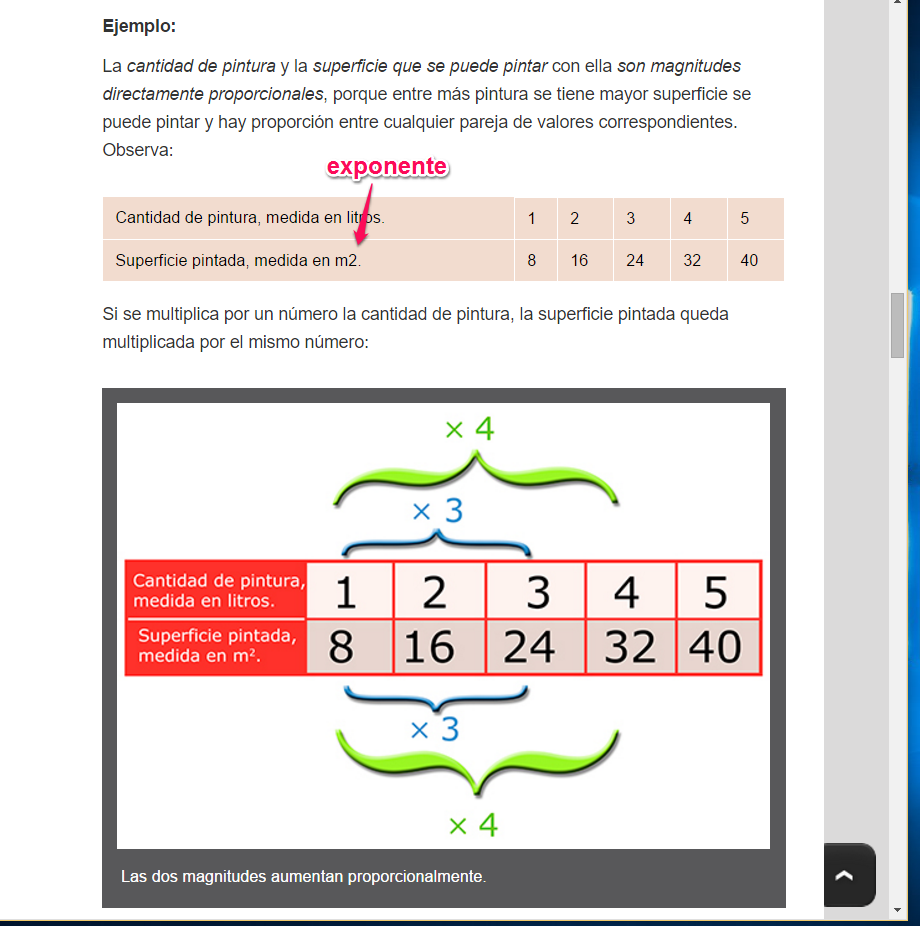 Ejemplo:
La cantidad de pintura y la superficie que se puede pintar con ella son magnitudes
directamente proporcionales, porque entre más pintura se tiene mayor superficie se
puede pintar y hay proporción entre cualquier pareja de valores correspondientes.
Observa:
exponente
Cantidad de pintura, medida en litros. 1 2 3 4 5
Superficie pintada, medida en m2. 8 16 24 32 40
Si se multiplica por un número la cantidad de pintura, la superficie pintada queda
multiplicada por el mismo número:
× 4
× 3
Cantidad de pintura,
medida en litros. 1 2 3 4 5
Superficie pintada,
medida en m². 8 16 24 32 40
× 3
× 4
Las dos magnitudes aumentan proporcionalmente.